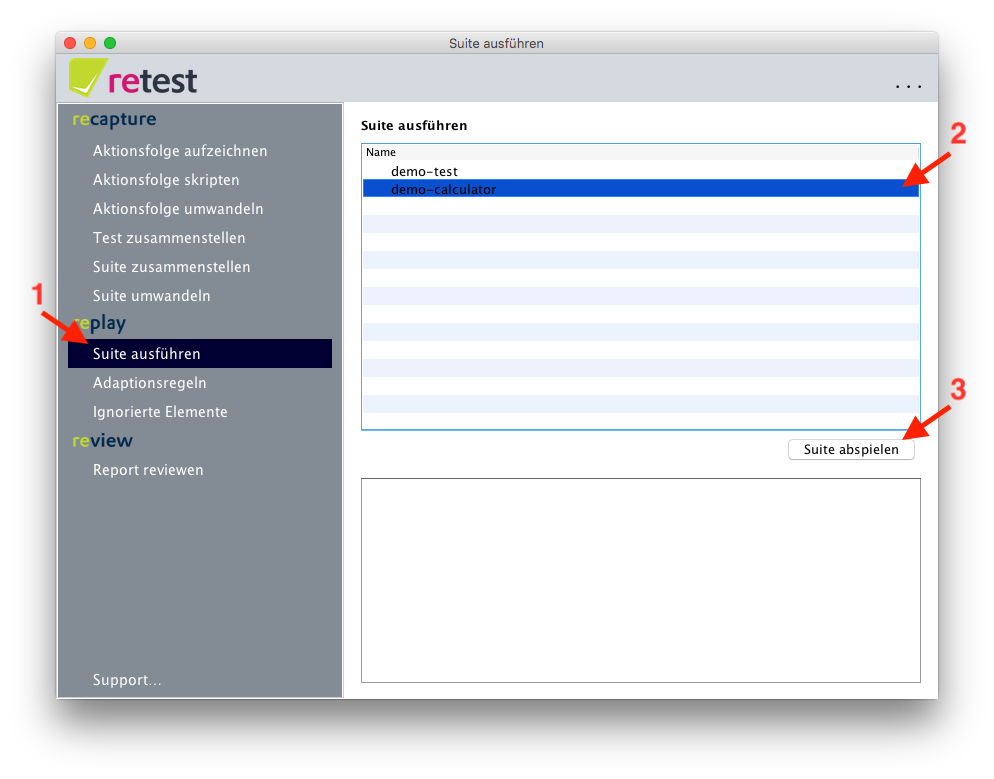 Suite ausführen
retest
...
recapture
Aktionsfolge aufzeichnen
Aktionsfolge skripten
Aktionsfolge umwandeln
Test zusammenstellen
Suite zusammenstellen
Suite umwandeln
1
replay
Suite ausführen
Adaptionsregeln
Ignorierte Elemente
review
Report reviewen
Support...
Suite ausführen
2
Name
demo-test
demo-calculator
3
Suite abspielen